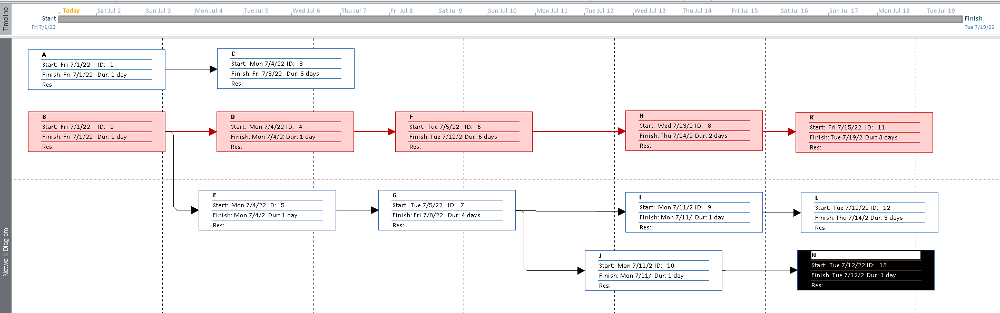 Timeline
Today Sat Jul 2 Sun Jul 3 Mon Jul 4 Tue Jul 5 Wed Jul 6 Thu Jul 7 Fri Jul 8 Sat Jul 9 Sun Jul 10 Mon Jul 11 Tue Jul 12 Wed Jul 13 Thu Jul 14 Fri Jul 15 Sat Jul 16 Sun Jul 17 Mon Jul 18 Tue Jul 19
Start
Fri 7/1/22
Finish
Tue 7/19/22
Network Diagram
A
Start: Fri 7/1/22 ID: 1
Finish: Fri 7/1/22 Dur: 1 day
Res:
C
Start: Mon 7/4/22 ID: 3
Finish: Fri 7/8/22 Dur: 5 days
Res:
B
Start: Fri 7/1/22 ID: 2
Finish: Fri 7/1/22 Dur: 1 day
Res:
D
Start: Mon 7/4/22 ID: 4
Finish: Mon 7/4/2 Dur: 1 day
Res:
F
Start: Tue 7/5/22 ID: 6
Finish: Tue 7/12/2 Dur: 6 days
Res:
H
Start: Wed 7/13/2 ID: 8
Finish: Thu 7/14/2 Dur: 2 days
Res:
K
Start: Fri 7/15/22 ID: 11
Finish: Tue 7/19/2 Dur: 3 days
Res:
E
Start: Mon 7/4/22 ID: 5
Finish: Mon 7/4/2 Dur: 1 day
Res:
G
Start: Tue 7/5/22 ID: 7
Finish: Fri 7/8/22 Dur: 4 days
Res:
I
Start: Mon 7/11/2 ID: 9
Finish: Mon 7/11/ Dur: 1 day
Res:
L
Start: Tue 7/12/22 ID: 12
Finish: Thu 7/14/2 Dur: 3 days
Res:
J
Start: Mon 7/11/2 ID: 10
Finish: Mon 7/11/ Dur: 1 day
Res:
N
Start: Tue 7/12/22 ID: 13
Finish: Tue 7/12/2 Dur: 1 day
Res: